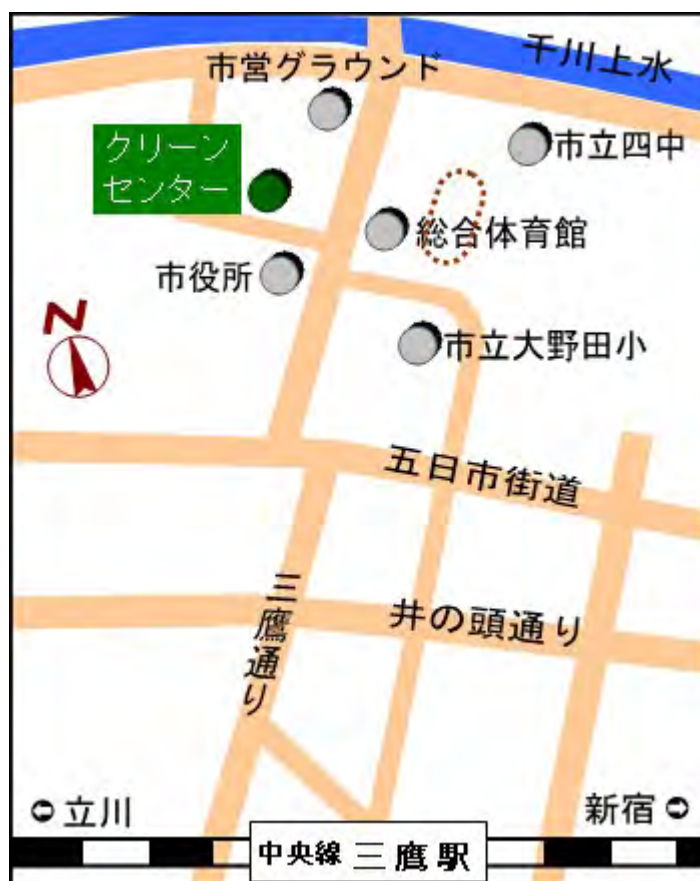 千川上水
市営グラウンド
クリーン
センター
市立四中
総合体育館
市役所
N
市立大野田小
五日市街道
三鷹通り
井の頭通り
立川
新宿
中央線 三鷹駅